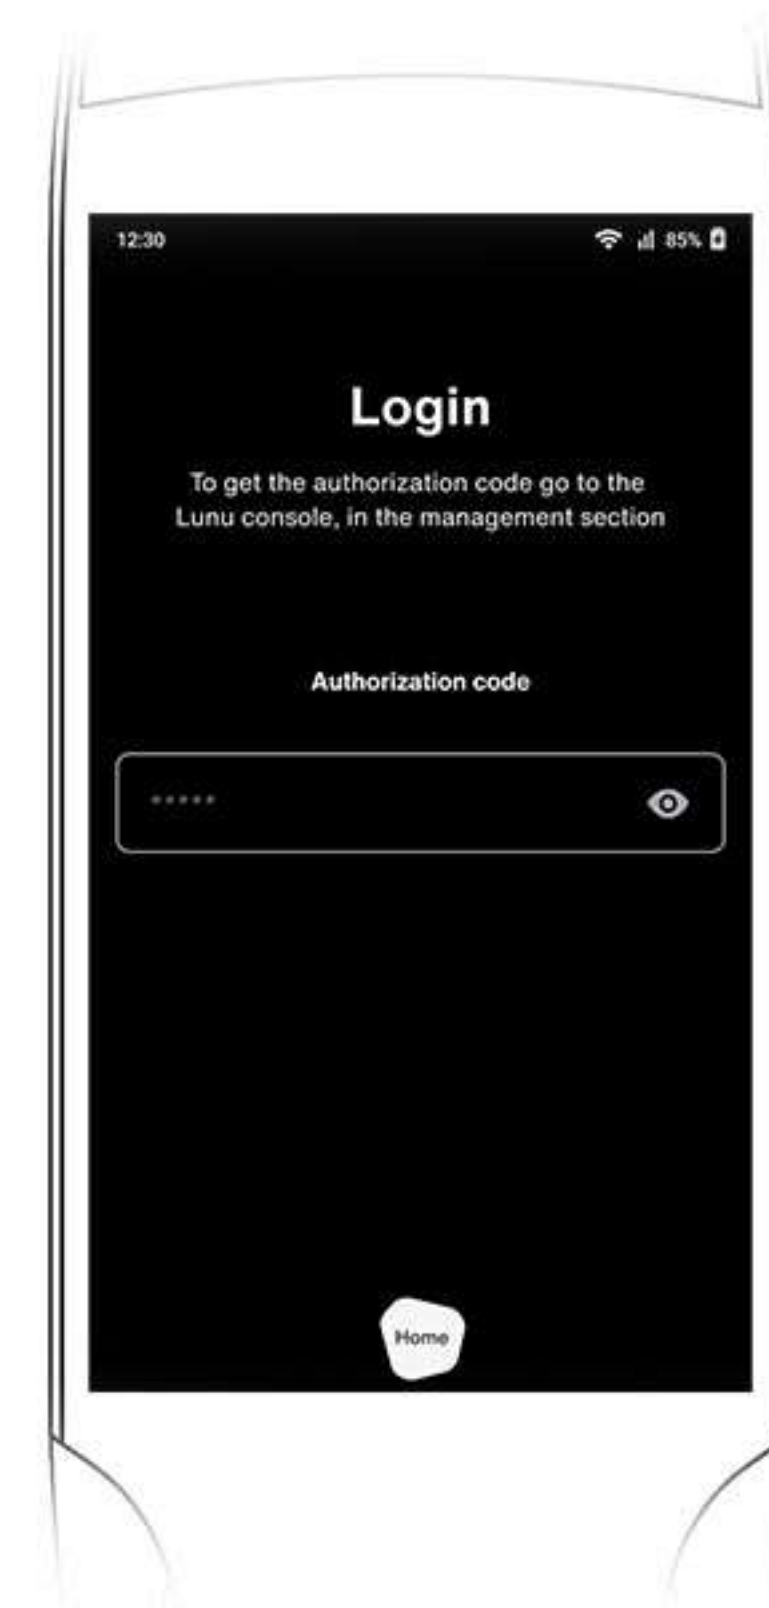 12:30 85%
Login
To get the authorization code go to the
Lunu console, in the management section
Authorization code
*****
Home